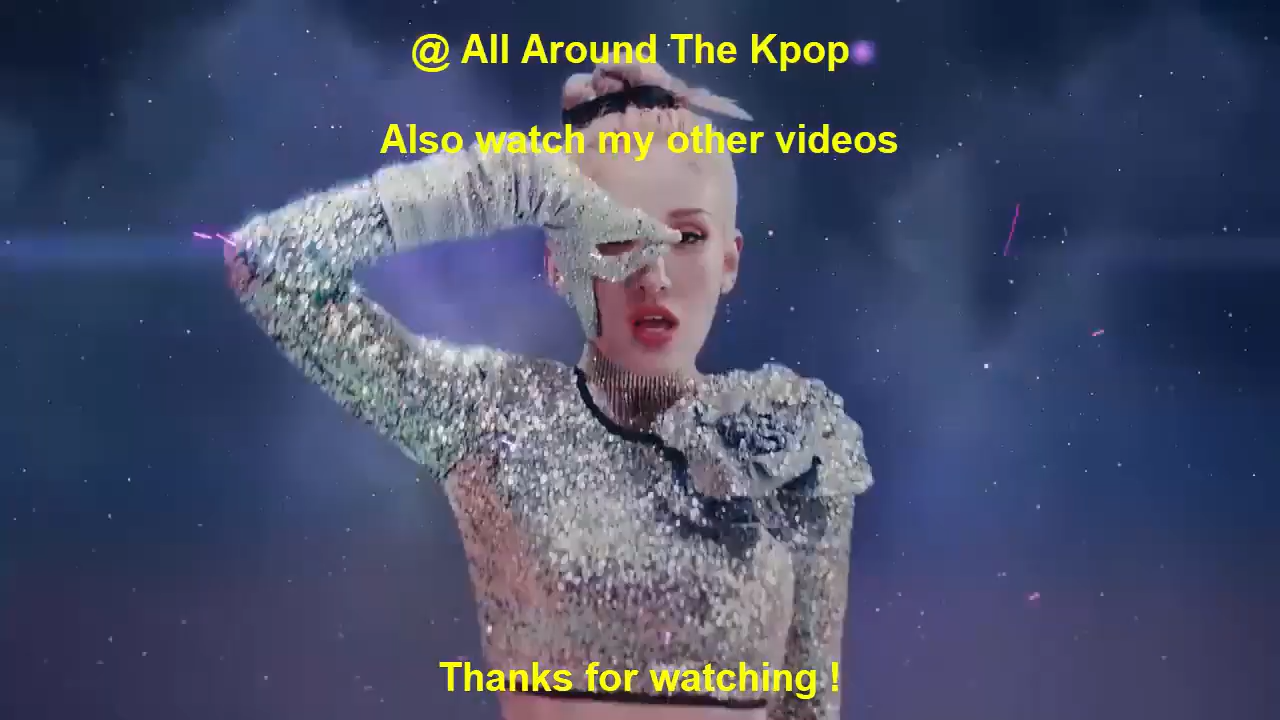 @ All Around The Kpop
Also watch my other videos
Thanks for watching !